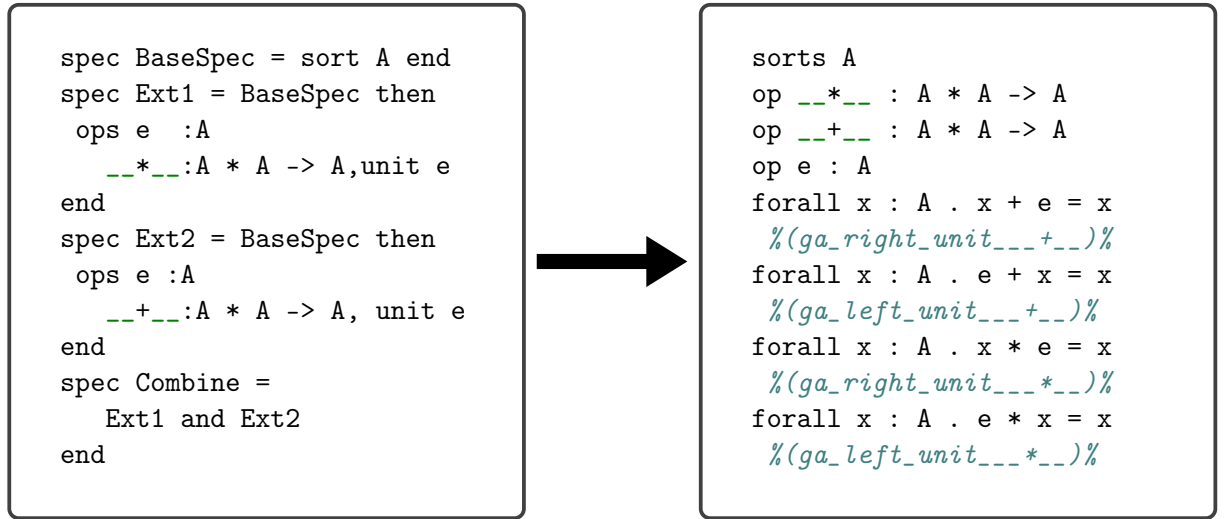 spec BaseSpec = sort A end
spec Ext1 = BaseSpec then
ops e :A
__*__:A * A -> A,unit e
end
spec Ext2 = BaseSpec then
ops e :A
__+__:A * A -> A, unit e
end
spec Combine =
Ext1 and Ext2
end
sorts A
op __*__ : A * A -> A
op __+__ : A * A -> A
op e : A
forall x : A . x + e = x
%(ga_right_unit___+__)%
forall x : A . e + x = x
%(ga_left_unit___+__)%
forall x : A . x * e = x
%(ga_right_unit___*__)%
forall x : A . e * x = x
%(ga_left_unit___*__)%